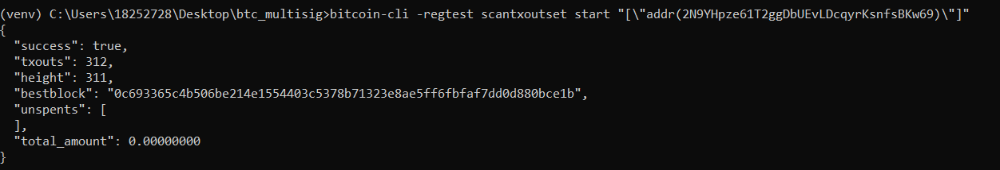 (venv) C:\Users\18252728\Desktop\btc_multisig>bitcoin-cli -regtest scantxoutset start "[\"addr(2N9YHpze61T2ggDbUEvLDcqyrKsnfsBKw69)\"]"
{
  "success": true,
  "txouts": 312,
  "height": 311,
  "bestblock": "0c693365c4b506be214e1554403c5378b71323e8ae5ff6fbfaf7dd0d880bce1b",
  "unspents": [
  ],
  "total_amount": 0.00000000
}